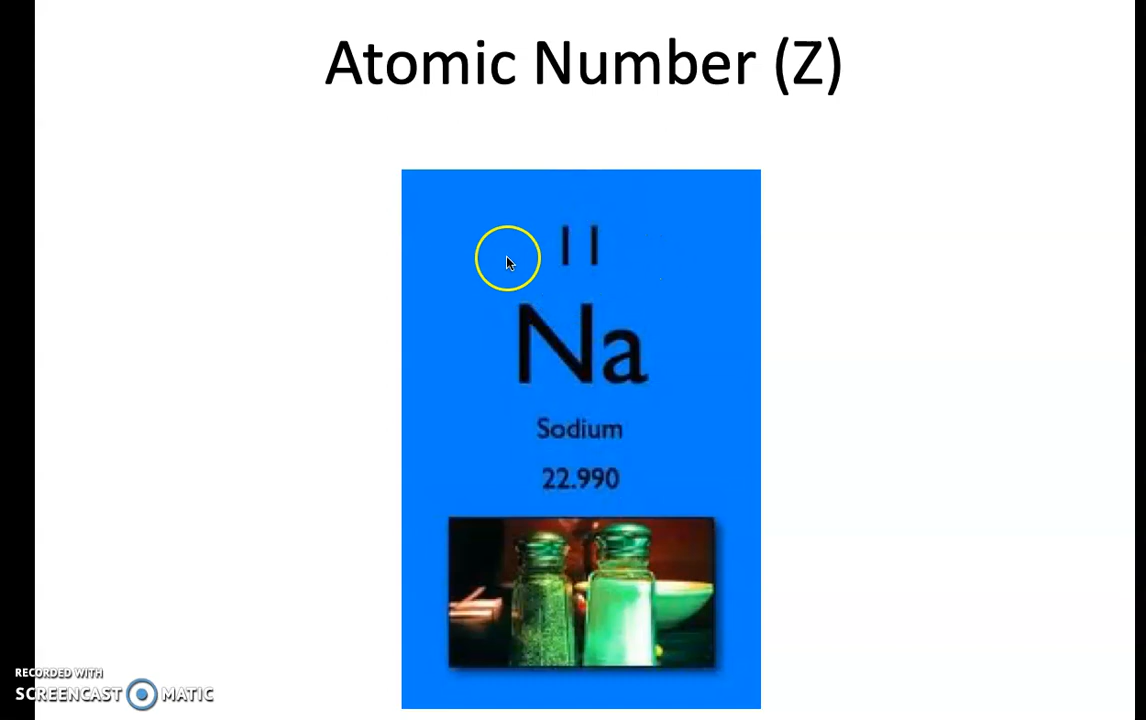 Atomic Number (Z)
11
Na
Sodium
22.990
RECORDED WITH
SCREENCAST MATIC